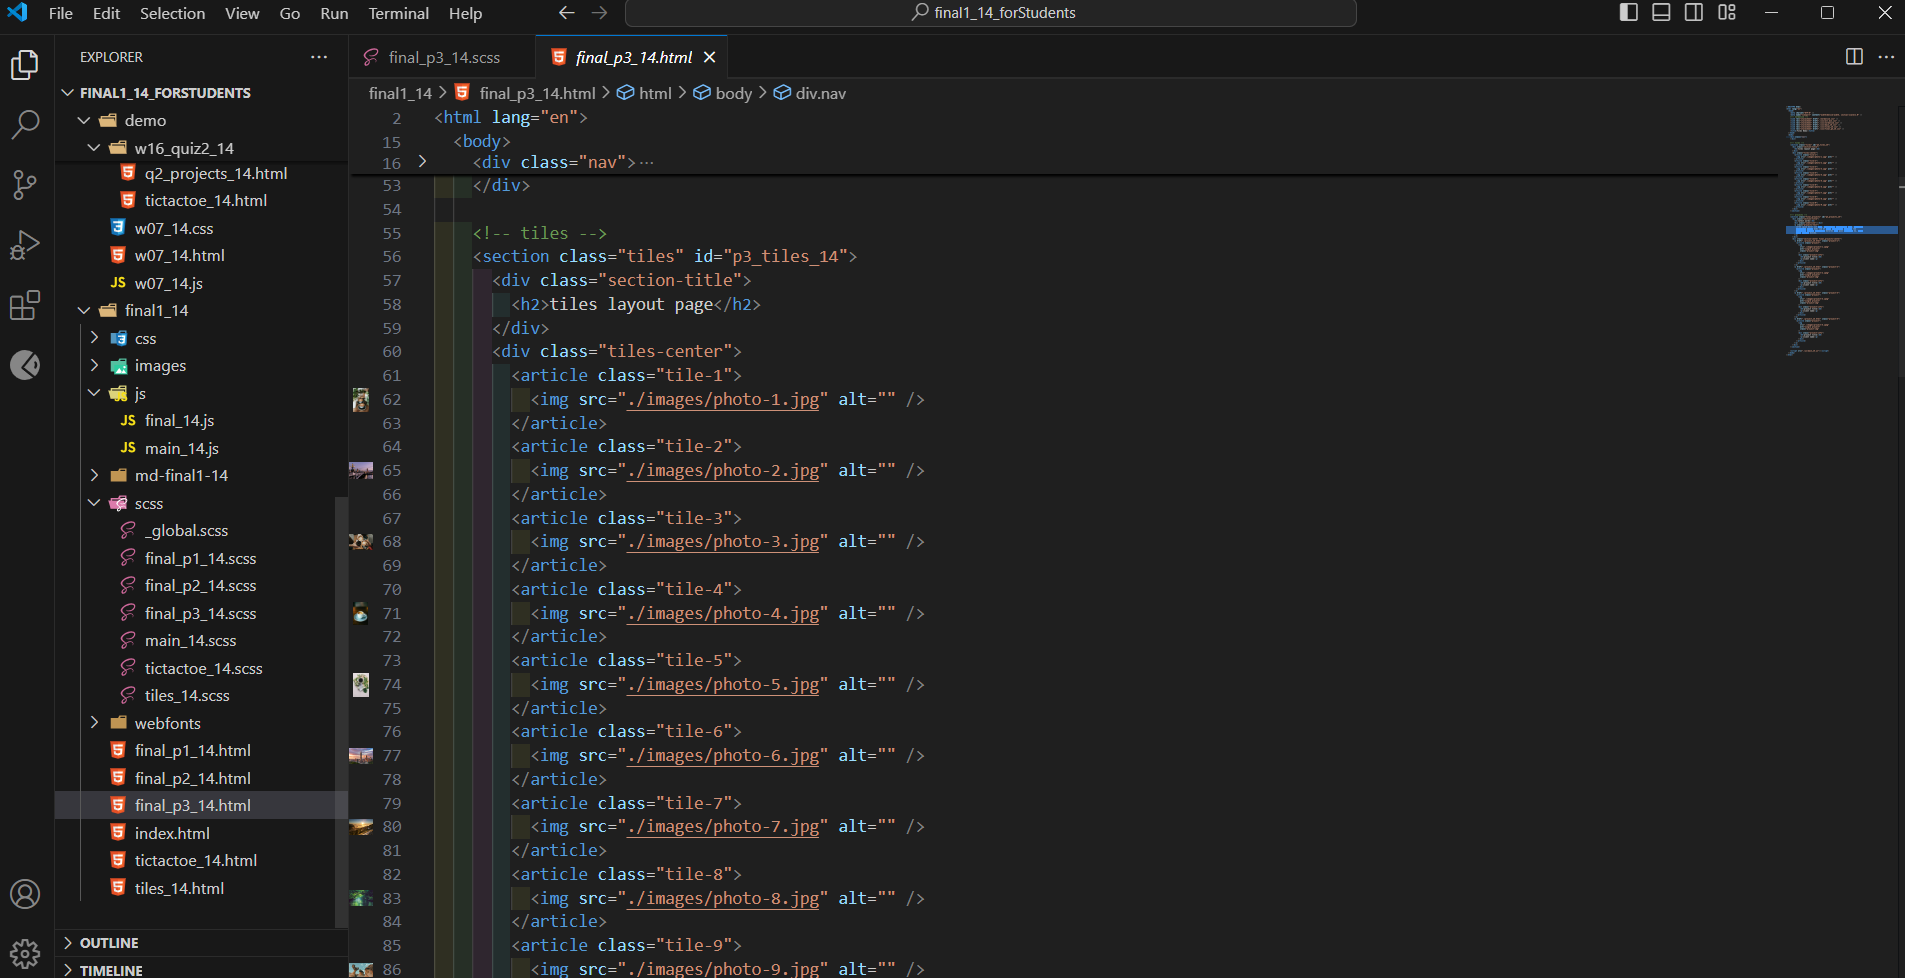 File Edit Selection View Go Run Terminal Help
final1_14_forStudents
EXPLORER
FINAL1_14_FORSTUDENTS
demo
w16_quiz2_14
q2_projects_14.html
tictactoe_14.html
w07_14.css
w07_14.html
JS w07_14.js
final1_14
css
images
js
JS final_14.js
JS main_14.js
md-final1-14
scss
_global.scss
final_p1_14.scss
final_p2_14.scss
final_p3_14.scss
main_14.scss
tictactoe_14.scss
tiles_14.scss
webfonts
final_p1_14.html
final_p2_14.html
final_p3_14.html
index.html
tictactoe_14.html
tiles_14.html
OUTLINE
TIMELINE
final_p3_14.scss
final_p3_14.html
final1_14 > final_p3_14.html > html > body > div.nav
2 <html lang="en">
15 <body>
16 <div class="nav">···
53 </div>
54
55 <!-- tiles -->
56 <section class="tiles" id="p3_tiles_14">
57 <div class="section-title">
58 <h2>tiles layout page</h2>
59 </div>
60 <div class="tiles-center">
61 <article class="tile-1">
62 <img src="./images/photo-1.jpg" alt="" />
63 </article>
64 <article class="tile-2">
65 <img src="./images/photo-2.jpg" alt="" />
66 </article>
67 <article class="tile-3">
68 <img src="./images/photo-3.jpg" alt="" />
69 </article>
70 <article class="tile-4">
71 <img src="./images/photo-4.jpg" alt="" />
72 </article>
73 <article class="tile-5">
74 <img src="./images/photo-5.jpg" alt="" />
75 </article>
76 <article class="tile-6">
77 <img src="./images/photo-6.jpg" alt="" />
78 </article>
79 <article class="tile-7">
80 <img src="./images/photo-7.jpg" alt="" />
81 </article>
82 <article class="tile-8">
83 <img src="./images/photo-8.jpg" alt="" />
84 </article>
85 <article class="tile-9">
86 <img src="./images/photo-9.jpg" alt="" />